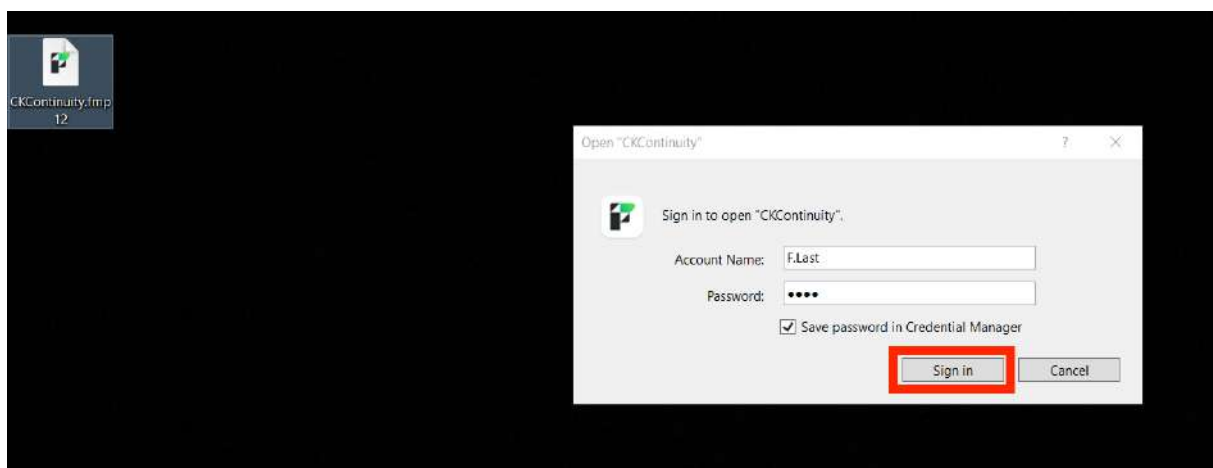 CKContinuity.fmp
12
Open "CKContinuity"
?
Sign in to open "CKContinuity".
Account Name:
F.Last
Password:
••••
Save password in Credential Manager
Sign in
Cancel